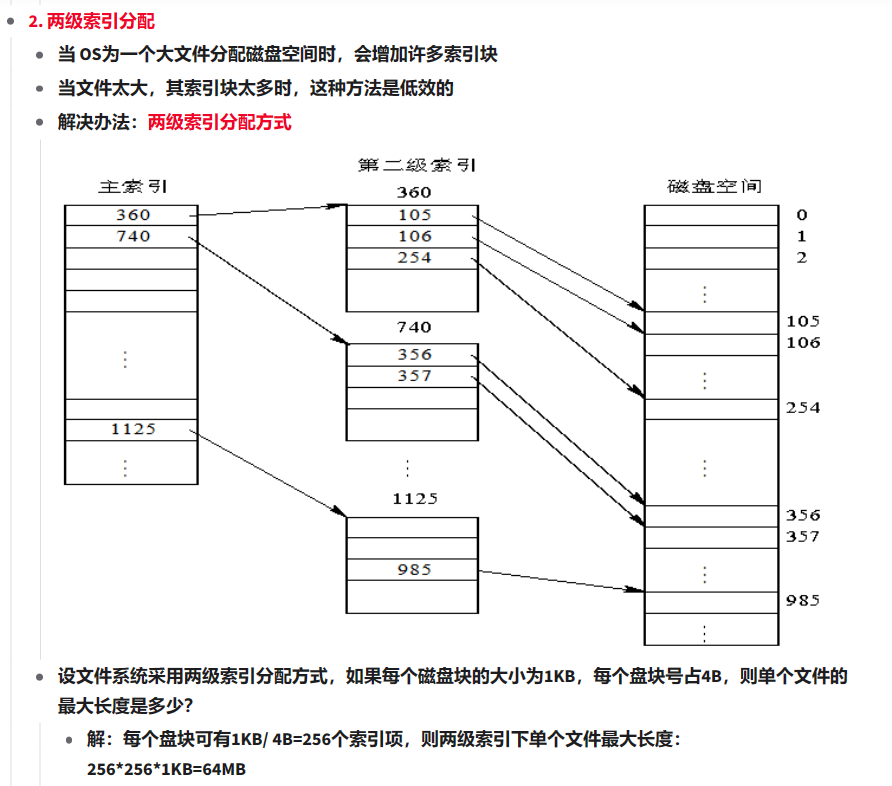 2. 两级索引分配
当 OS为一个大文件分配磁盘空间时，会增加许多索引块
当文件太大，其索引块太多时，这种方法是低效的
解决办法：两级索引分配方式
主索引
第二级索引
磁盘空间
360
740
⋮
1125
⋮
360
105
106
254
740
356
357
⋮
1125
985
0
1
2
⋮
105
106
⋮
254
⋮
356
357
⋮
985
⋮
设文件系统采用两级索引分配方式，如果每个磁盘块的大小为1KB，每个盘块号占4B，则单个文件的
最大长度是多少？
解：每个盘块可有1KB/ 4B=256个索引项，则两级索引下单个文件最大长度：
256*256*1KB=64MB